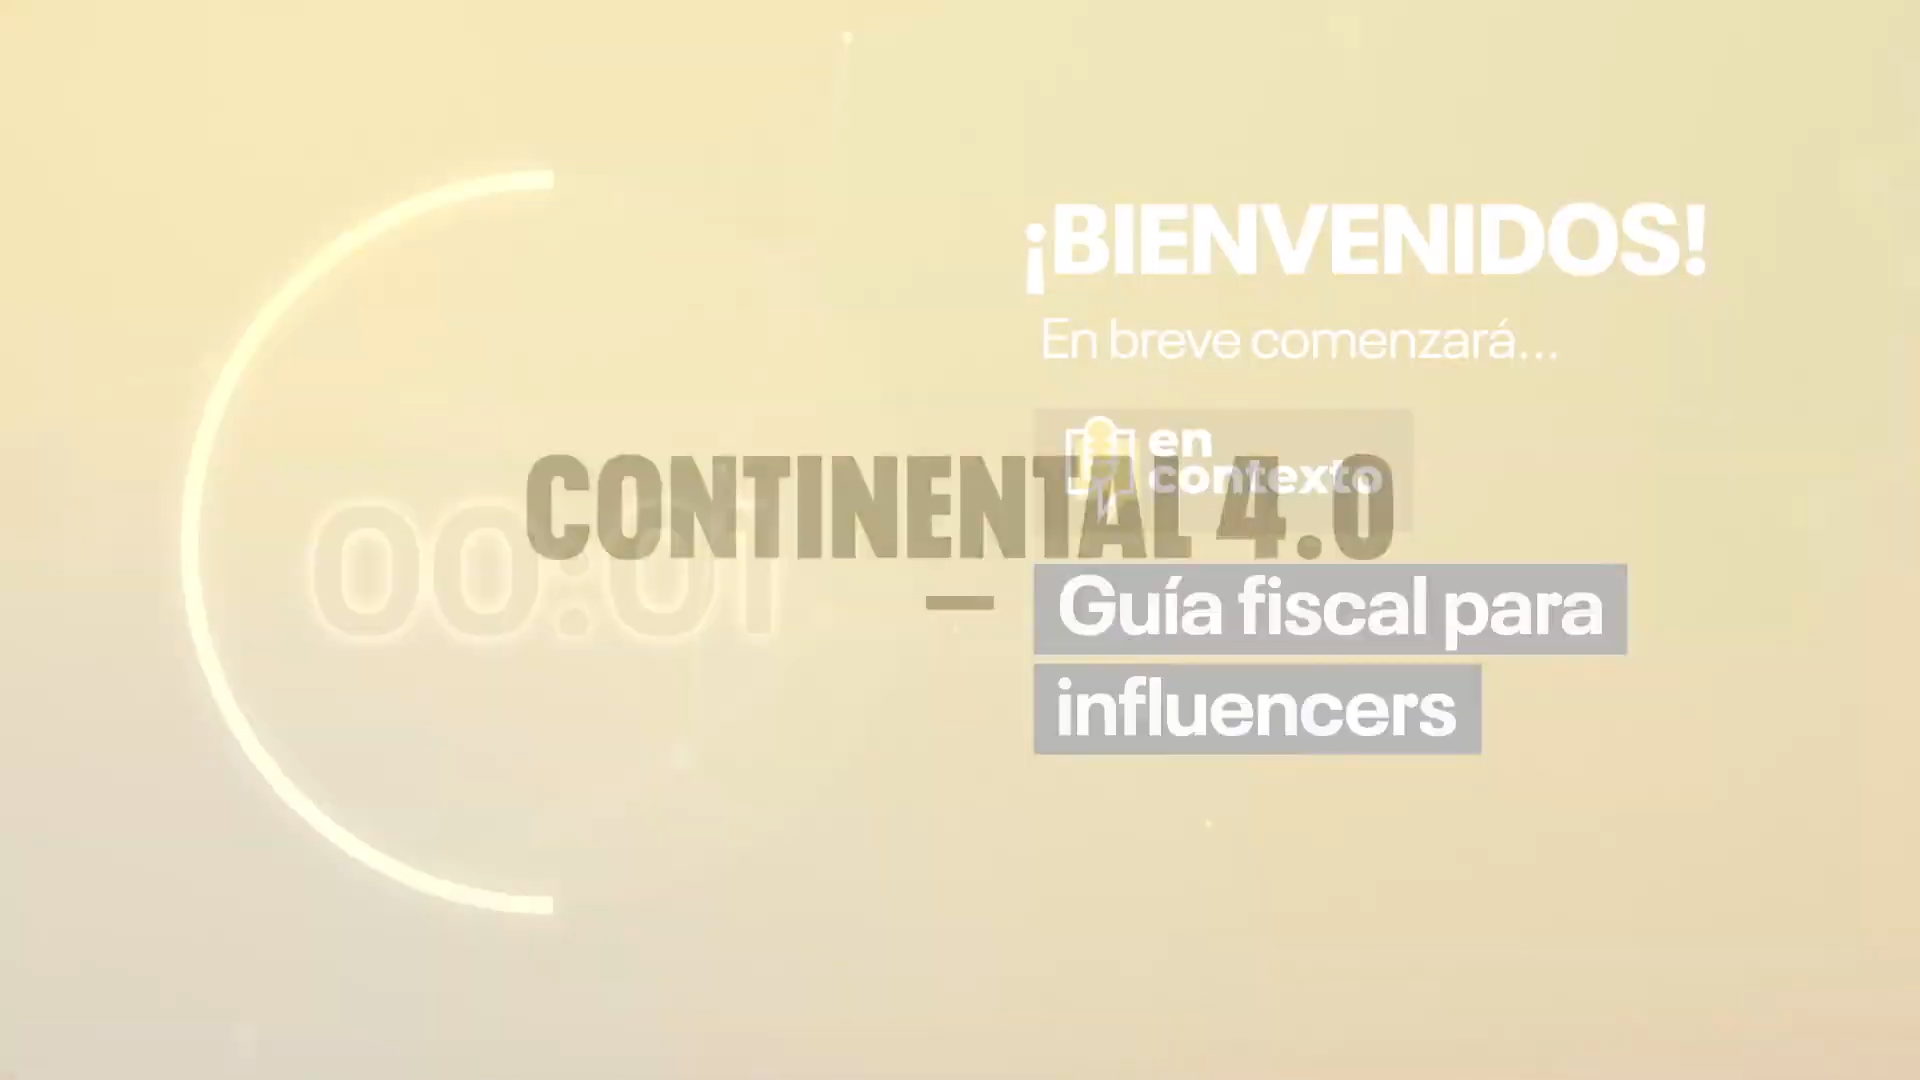 ¡BIENVENIDOS!
En breve comenzará...
en
contexto
CONTINENTAL 4.0
00:01
Guía fiscal para
influencers